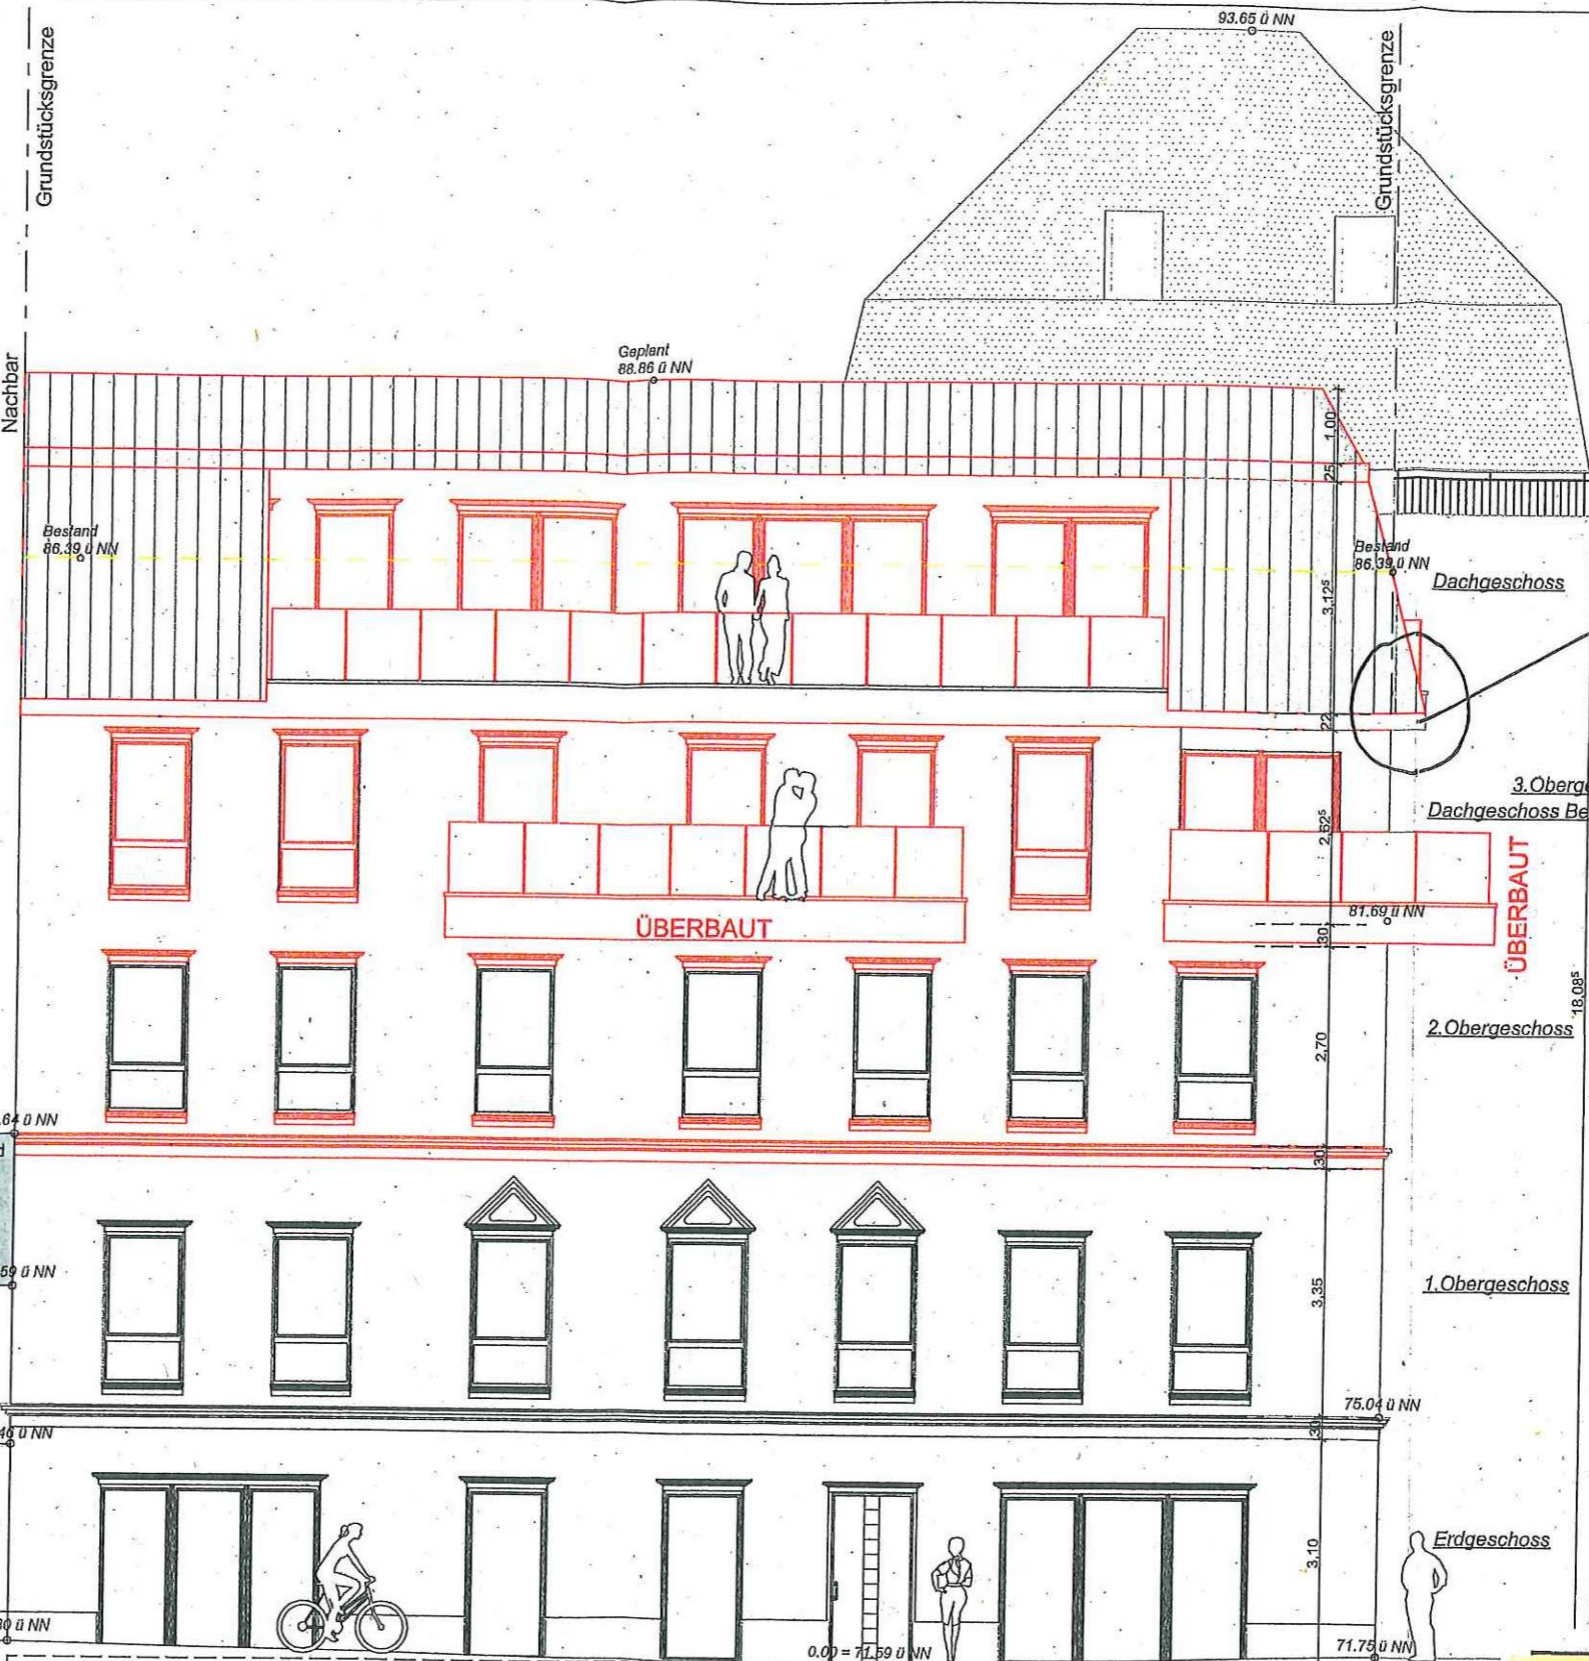 93.65 ü NN
Grundstücksgrenze
Grundstücksgrenze
Nachbar
Geplant
88.86 ü NN
1,00
25
Bestand
86,39 ü NN
Bestand
86,39 ü NN
Dachgeschoss
3,12⁵
22
3.Oberge
Dachgeschoss Be
2,62⁵
ÜBERBAUT
81.69 ü NN
ÜBERBAUT
30
18,08⁵
2.Obergeschoss
2,70
.64 ü NN
30
59 ü NN
1.Obergeschoss
3,35
75.04 ü NN
30
46 ü NN
Erdgeschoss
3,10
30 ü NN
0.00 = 71.59 ü NN
71.75 ü NN